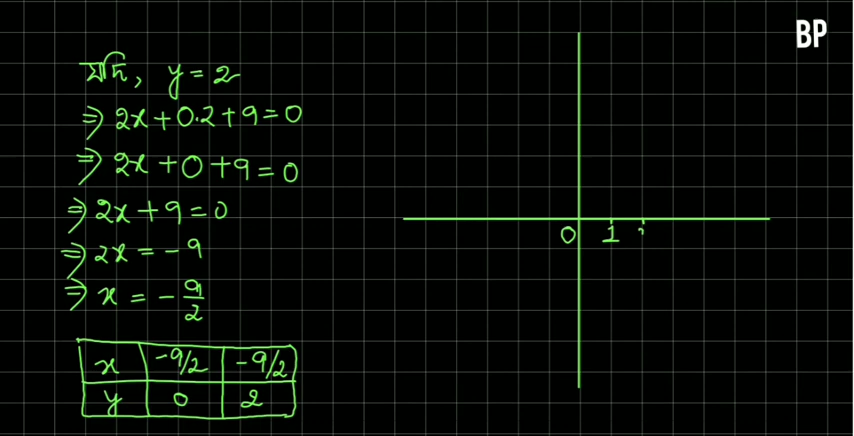 BP
যদি, y = 2
⇒ 2x + 0.2 + 9 = 0
⇒ 2x + 0 + 9 = 0
⇒ 2x + 9 = 0
⇒ 2x = -9
⇒ x = -9/2
x -9/2 -9/2
y 0 2
0 1